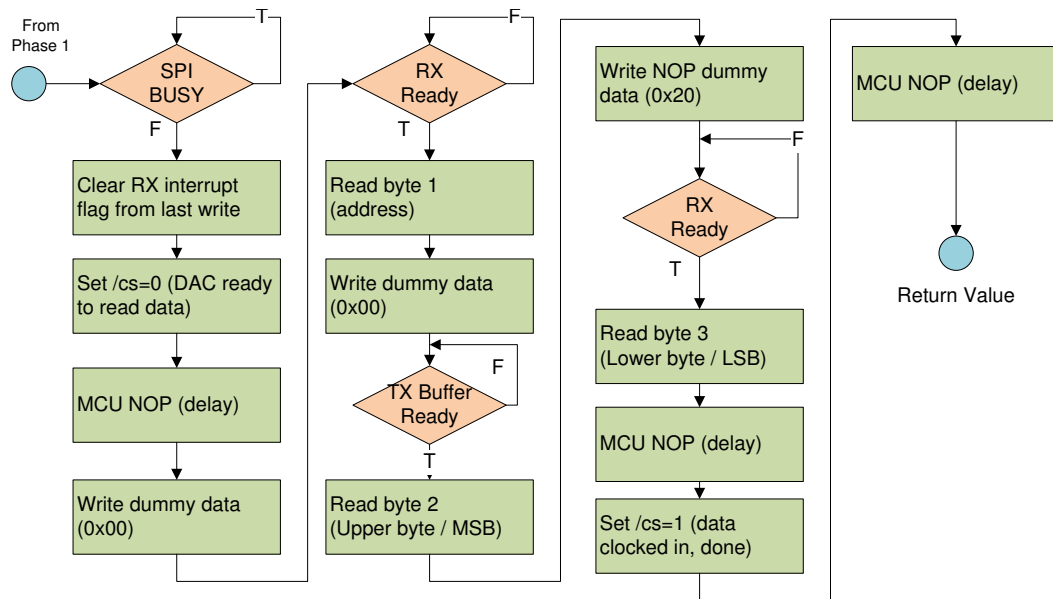 From
Phase 1
T
SPI
BUSY
F
Clear RX interrupt
flag from last write
Set /cs=0 (DAC ready
to read data)
MCU NOP (delay)
Write dummy data
(0x00)
F
RX
Ready
T
Read byte 1
(address)
Write dummy data
(0x00)
F
TX Buffer
Ready
T
Read byte 2
(Upper byte / MSB)
Write NOP dummy
data (0x20)
F
RX
Ready
T
Read byte 3
(Lower byte / LSB)
MCU NOP (delay)
Set /cs=1 (data
clocked in, done)
MCU NOP (delay)
Return Value